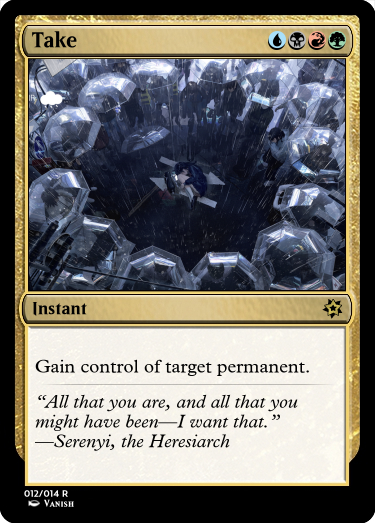 Take
Instant
Gain control of target permanent.
“All that you are, and all that you
might have been—I want that.”
—Serenyi, the Heresiarch
012/014 R
Vanish